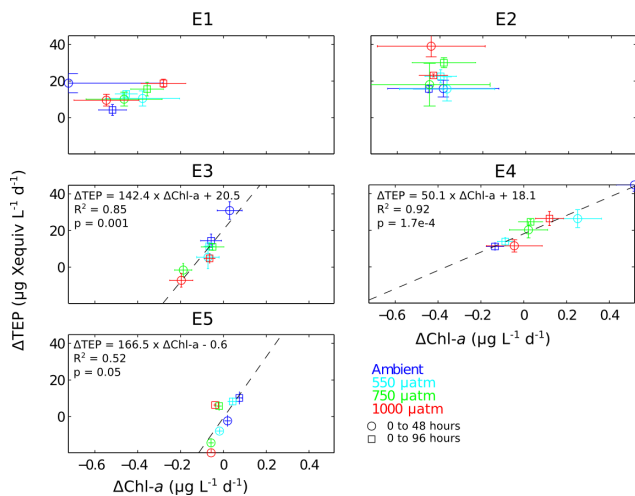 E1
E2
40
20
0
E3
E4
ΔTEP = 142.4 x ΔChl-a + 20.5
R² = 0.85
p = 0.001
40
20
0
ΔTEP = 50.1 x ΔChl-a + 18.1
R² = 0.92
p = 1.7e-4
−0.6 −0.4 −0.2 0 0.2 0.4
ΔChl-a (µg L⁻¹ d⁻¹)
ΔTEP (µg Xequiv L⁻¹ d⁻¹)
E5
ΔTEP = 166.5 x ΔChl-a - 0.6
R² = 0.52
p = 0.05
40
20
0
−0.6 −0.4 −0.2 0 0.2 0.4
ΔChl-a (µg L⁻¹ d⁻¹)
Ambient
550 µatm
750 µatm
1000 µatm
0 to 48 hours
0 to 96 hours